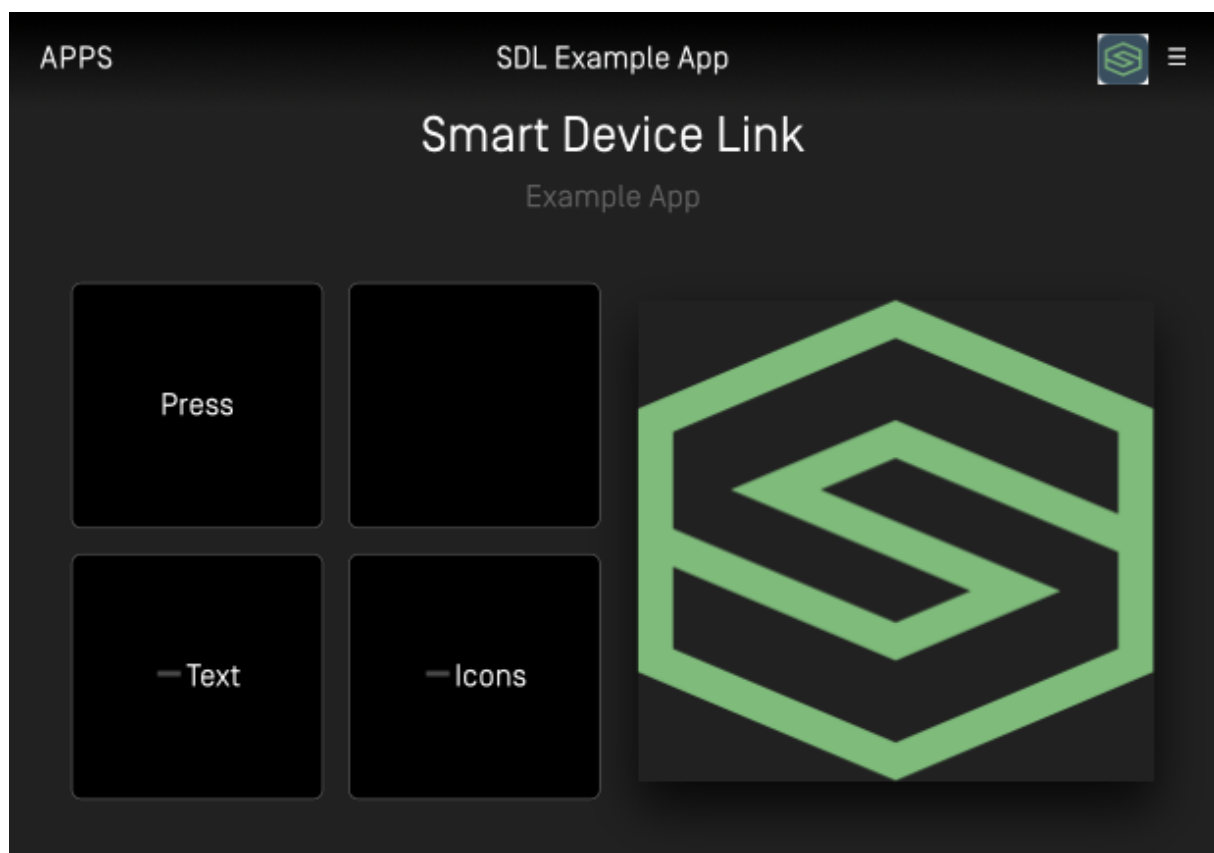 APPS
SDL Example App
Smart Device Link
Example App
Press
Text
Icons